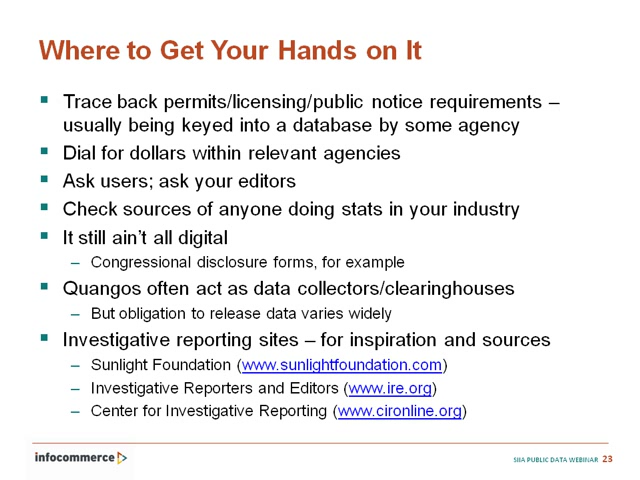 Where to Get Your Hands on It
▪ Trace back permits/licensing/public notice requirements –
usually being keyed into a database by some agency
▪ Dial for dollars within relevant agencies
▪ Ask users; ask your editors
▪ Check sources of anyone doing stats in your industry
▪ It still ain't all digital
– Congressional disclosure forms, for example
▪ Quangos often act as data collectors/clearinghouses
– But obligation to release data varies widely
▪ Investigative reporting sites – for inspiration and sources
– Sunlight Foundation (www.sunlightfoundation.com)
– Investigative Reporters and Editors (www.ire.org)
– Center for Investigative Reporting (www.cironline.org)
infocommerce
SIIA PUBLIC DATA WEBINAR 23